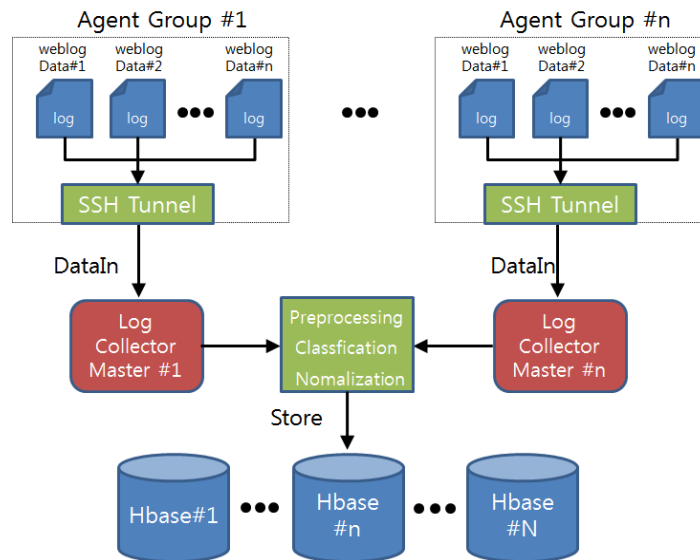 Agent Group #1
Agent Group #n
weblog
Data#1
weblog
Data#2
weblog
Data#n
weblog
Data#1
weblog
Data#2
weblog
Data#n
log
log
log
log
log
log
SSH Tunnel
SSH Tunnel
DataIn
DataIn
Log
Collector
Master #1
Preprocessing
Classfication
Nomalization
Log
Collector
Master #n
Store
Hbase#1
Hbase
#n
Hbase
#N